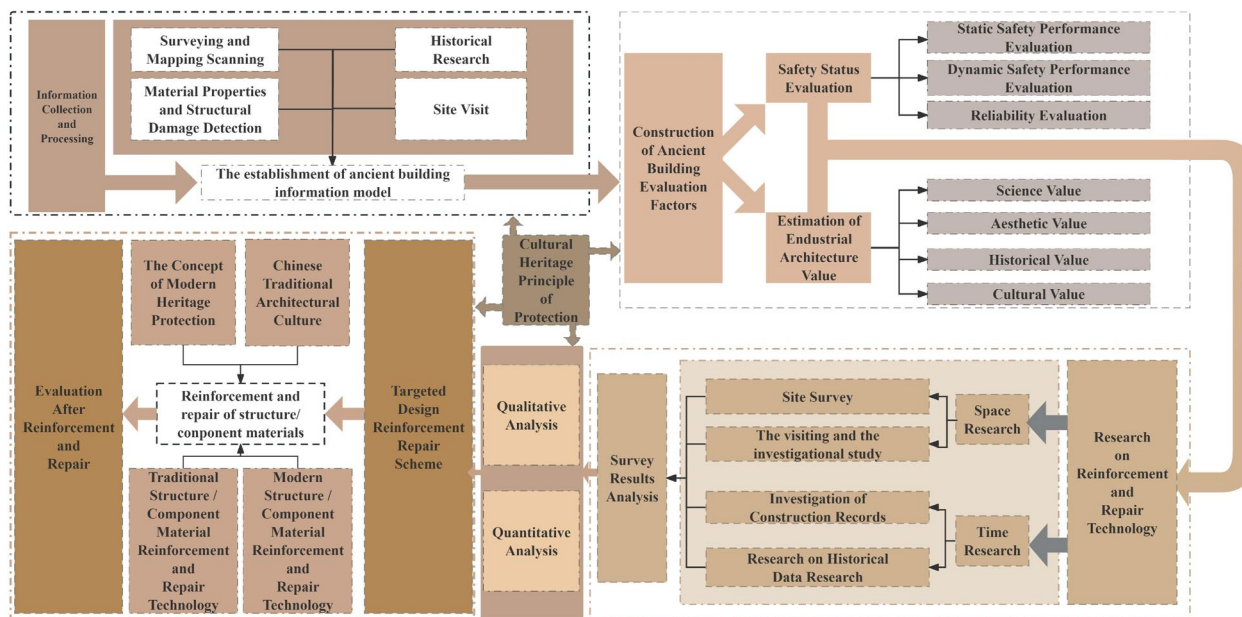 Information
Collection
and
Processing
Surveying and
Mapping Scanning
Historical
Research
Material Properties
and Structural
Damage Detection
Site Visit
The establishment of ancient building
information model
Construction
of Ancient
Building
Evaluation
Factors
Safety Status
Evaluation
Static Safety Performance
Evaluation
Dynamic Safety Performance
Evaluation
Reliability Evaluation
Estimation of
Endustrial
Architecture
Value
Science Value
Aesthetic Value
Historical Value
Cultural Value
Cultural
Heritage
Principle
of
Protection
Evaluation
After
Reinforcement
and
Repair
The Concept
of Modern
Heritage
Protection
Chinese
Traditional
Architectural
Culture
Reinforcement and
repair of structure/
conponent materials
Traditional
Structure /
Component
Material
Reinforcement
and
Repair
Technology
Modern
Structure /
Component
Material
Reinforcement
and
Repair
Technology
Targeted
Design
Reinforcement
Repair
Scheme
Qualitative
Analysis
Quantitative
Analysis
Survey
Results
Analysis
Site Survey
The visiting and the
investigational study
Investigation of
Construction Records
Research on Historical
Data Research
Space
Research
Time
Research
Research
on
Reinforcement
and
Repair
Technology